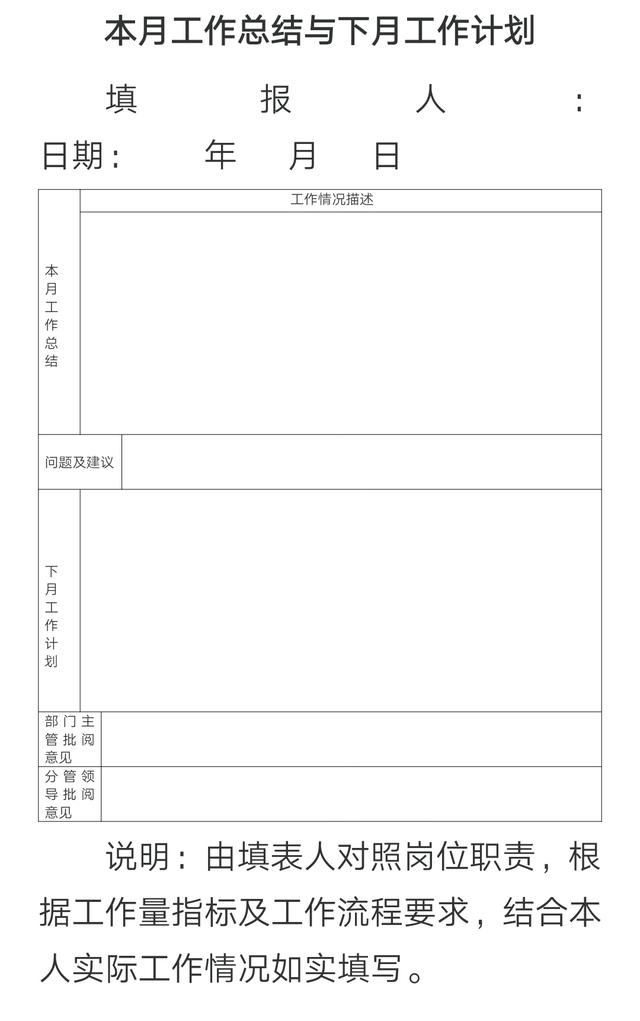 本月工作总结与下月工作计划
填 报 人 :
日期: 年 月 日
工作情况描述
本
月
工
作
总
结
问题及建议
下
月
工
作
计
划
部门主
管批阅
意见
分管领
导批阅
意见
说明:由填表人对照岗位职责,根
据工作量指标及工作流程要求,结合本
人实际工作情况如实填写。